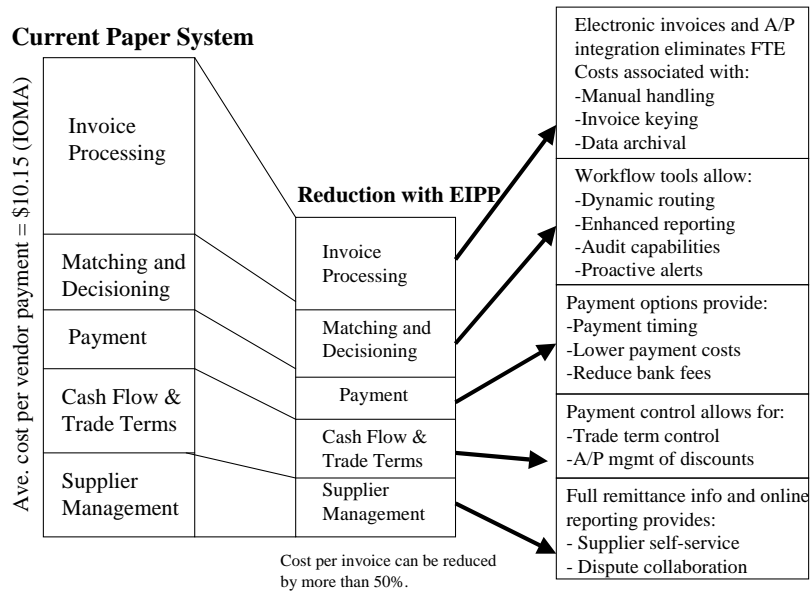 Current Paper System
Ave. cost per vendor payment = $10.15 (IOMA)
Invoice
Processing
Matching and
Decisioning
Payment
Cash Flow &
Trade Terms
Supplier
Management
Reduction with EIPP
Invoice
Processing
Matching and
Decisioning
Payment
Cash Flow &
Trade Terms
Supplier
Management
Cost per invoice can be reduced
by more than 50%.
Electronic invoices and A/P
integration eliminates FTE
Costs associated with:
-Manual handling
-Invoice keying
-Data archival
Workflow tools allow:
-Dynamic routing
-Enhanced reporting
-Audit capabilities
-Proactive alerts
Payment options provide:
-Payment timing
-Lower payment costs
-Reduce bank fees
Payment control allows for:
-Trade term control
-A/P mgmt of discounts
Full remittance info and online
reporting provides:
- Supplier self-service
- Dispute collaboration